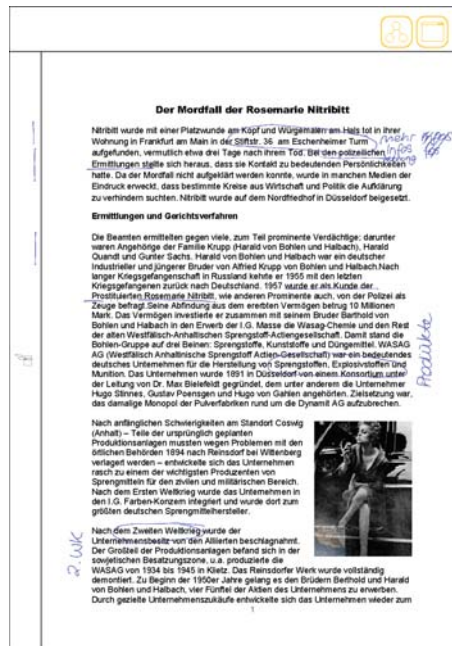 Der Mordfall der Rosemarie Nitribitt
Nitribitt wurde mit einer Platzwunde am Kopf und Würgemalen am Hals tot in ihrer
Wohnung in Frankfurt am Main in der Stiftstr. 36 am Eschenheimer Turm
mehr
aufgefunden, vermutlich etwa drei Tage nach ihrem Tod. Bei den polizeilichen
infos
Ermittlungen stellte sich heraus, dass sie Kontakt zu bedeutenden Persönlichkeiten
hatte. Da der Mordfall nicht aufgeklärt werden konnte, wurde in manchen Medien der
Eindruck erweckt, dass bestimmte Kreise aus Wirtschaft und Politik die Aufklärung
zu verhindern suchten. Nitribitt wurde auf dem Nordfriedhof in Düsseldorf beigesetzt.
Ermittlungen und Gerichtsverfahren
Die Beamten ermittelten gegen viele, zum Teil prominente Verdächtige; darunter
waren Angehörige der Familie Krupp (Harald von Bohlen und Halbach), Harald
Quandt und Gunter Sachs. Harald von Bohlen und Halbach war ein deutscher
Industrieller und jüngerer Bruder von Alfried Krupp von Bohlen und Halbach.Nach
langer Kriegsgefangenschaft in Russland kehrte er 1955 mit den letzten
Kriegsgefangenen zurück nach Deutschland. 1957 wurde er als Kunde der
Prostituierten Rosemarie Nitribitt, wie anderen Prominente auch, von der Polizei als
Zeuge befragt.Seine Abfindung aus dem ererbten Vermögen betrug 10 Millionen
Mark. Das Vermögen investierte er zusammen mit seinem Bruder Barthold von
Bohlen und Halbach in den Erwerb der I.G. Masse die Wasag-Chemie und den Rest
der alten Westfälisch-Anhaltischen Sprengstoff-Actiengesellschaft. Damit stand die
Bohlen-Gruppe auf drei Beinen: Sprengstoffe, Kunststoffe und Düngemittel. WASAG
AG (Westfälisch Anhaltinische Sprengstoff Actien-Gesellschaft) war ein bedeutendes
deutsches Unternehmen für die Herstellung von Sprengstoffen, Explosivstoffen und
Munition. Das Unternehmen wurde 1891 in Düsseldorf von einem Konsortium unter
der Leitung von Dr. Max Bielefeldt gegründet, dem unter anderem die Unternehmer
Hugo Stinnes, Gustav Poensgen und Hugo von Gahlen angehörten. Zielsetzung war,
das damalige Monopol der Pulverfabriken rund um die Dynamit AG aufzubrechen.
Produkte
Nach anfänglichen Schwierigkeiten am Standort Coswig
(Anhalt) – Teile der ursprünglich geplanten
Produktionsanlagen mussten wegen Problemen mit den
örtlichen Behörden 1894 nach Reinsdorf bei Wittenberg
verlagert werden – entwickelte sich das Unternehmen
rasch zu einem der wichtigsten Produzenten von
Sprengmitteln für den zivilen und militärischen Bereich.
Nach dem Ersten Weltkrieg wurde das Unternehmen in
den I.G. Farben-Konzern integriert und wurde dort zum
größten deutschen Sprengmittelhersteller.
2. WK
Nach dem Zweiten Weltkrieg wurde der
Unternehmensbesitz von den Alliierten beschlagnahmt.
Der Großteil der Produktionsanlagen befand sich in der
sowjetischen Besatzungszone, u.a. produzierte die
WASAG von 1934 bis 1945 in Klietz. Das Reinsdorfer Werk wurde vollständig
demontiert. Zu Beginn der 1950er Jahre gelang es den Brüdern Berthold und Harald
von Bohlen und Halbach, vier Fünftel der Aktien des Unternehmens zu erwerben.
Durch gezielte Unternehmenszukäufe entwickelte sich das Unternehmen wieder zum
1